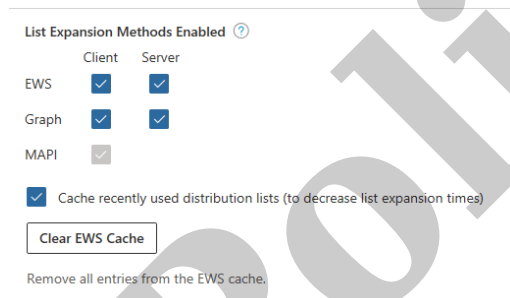 List Expansion Methods Enabled ?
Client Server
EWS
Graph
MAPI
Cache recently used distribution lists (to decrease list expansion times)
Clear EWS Cache
Remove all entries from the EWS cache.